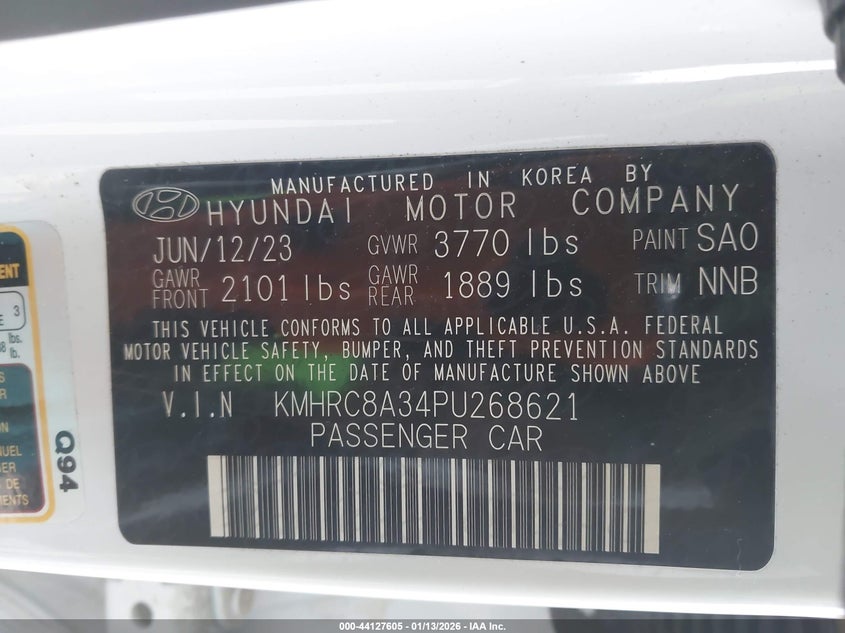 MANUFACTURED IN KOREA BY
HYUNDAI MOTOR COMPANY
JUN/12/23 GVWR 3770 lbs PAINT SAO
GAWR FRONT 2101 lbs GAWR REAR 1889 lbs TRIM NNB
THIS VEHICLE CONFORMS TO ALL APPLICABLE U.S.A. FEDERAL
MOTOR VEHICLE SAFETY, BUMPER, AND THEFT PREVENTION STANDARDS
IN EFFECT ON THE DATE OF MANUFACTURE SHOWN ABOVE
V.I.N KMHRC8A34PU268621
PASSENGER CAR
3
lbs.
lb.
Q94
000-44127605 - 01/13/2026 - IAA Inc.